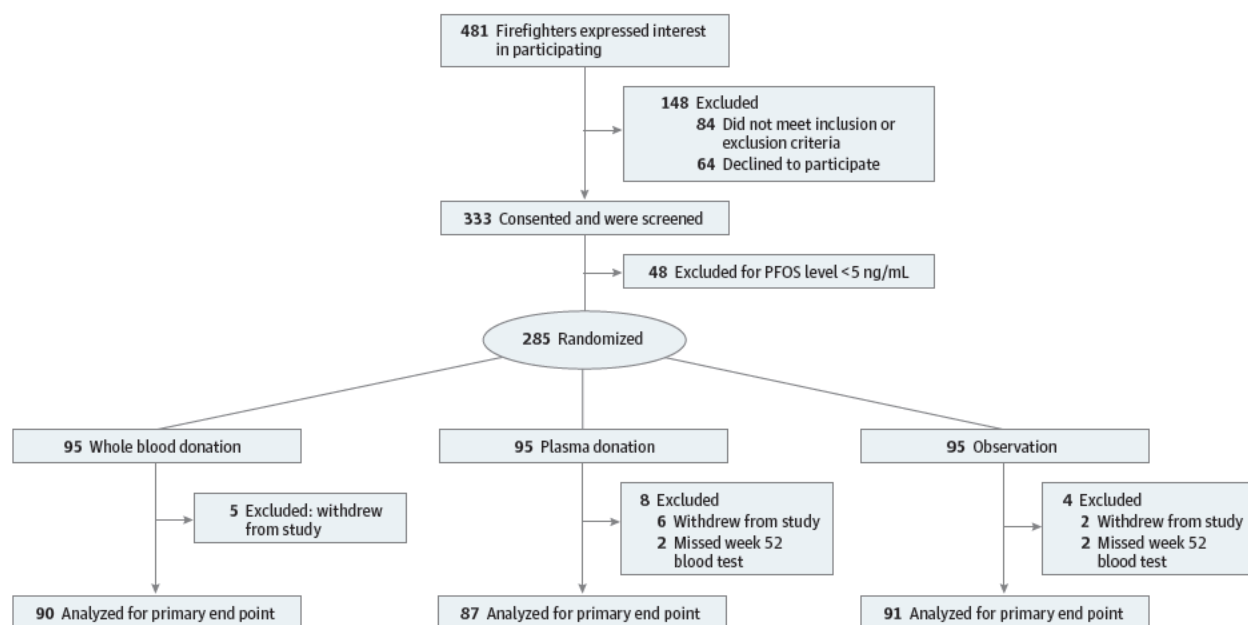 481 Firefighters expressed interest
in participating
148 Excluded
84 Did not meet inclusion or
exclusion criteria
64 Declined to participate
333 Consented and were screened
48 Excluded for PFOS level <5 ng/mL
285 Randomized
95 Whole blood donation
95 Plasma donation
95 Observation
5 Excluded: withdrew
from study
8 Excluded
6 Withdrew from study
2 Missed week 52
blood test
4 Excluded
2 Withdrew from study
2 Missed week 52
blood test
90 Analyzed for primary end point
87 Analyzed for primary end point
91 Analyzed for primary end point